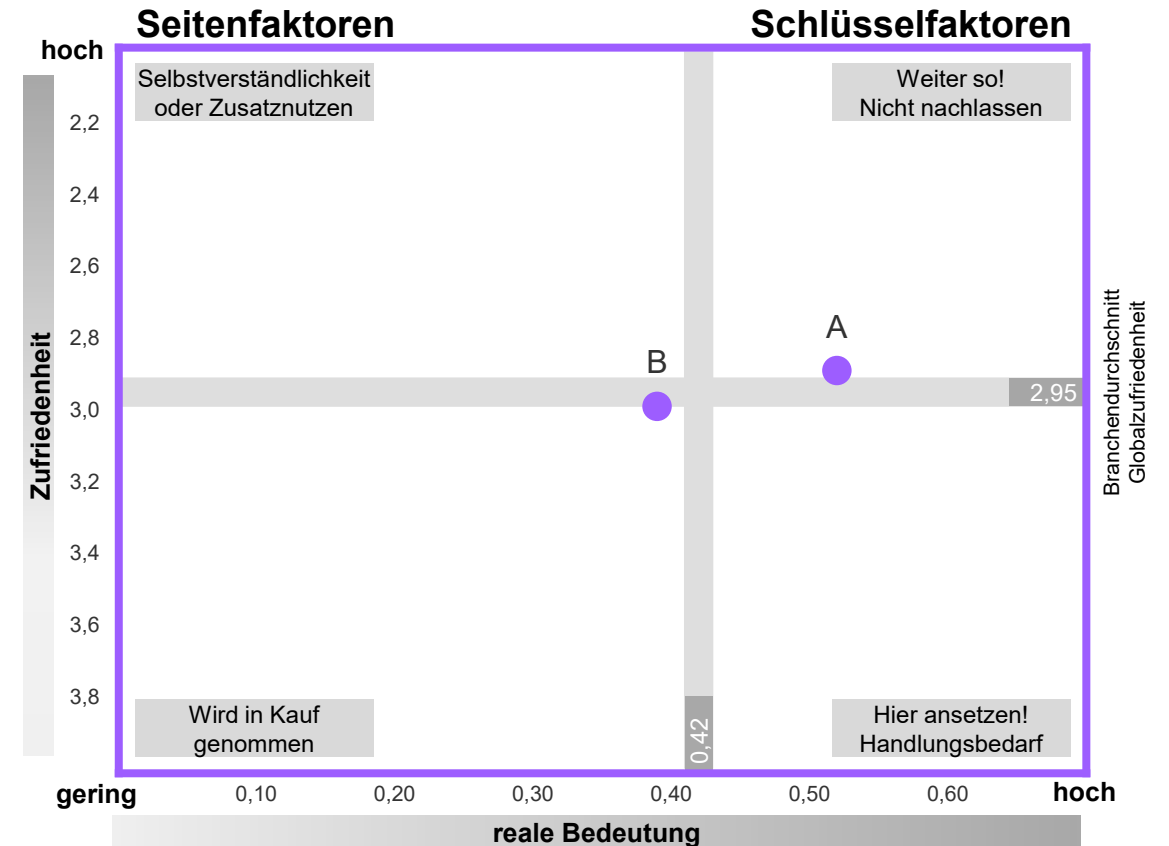 Seitenfaktoren
Schlüsselfaktoren
hoch
Selbstverständlichkeit
oder Zusatznutzen
Weiter so!
Nicht nachlassen
2,2
2,4
2,6
2,8
3,0
3,2
3,4
3,6
3,8
Zufriedenheit
A
B
2,95
Branchendurchschnitt
Globalzufriedenheit
Wird in Kauf
genommen
0,42
Hier ansetzen!
Handlungsbedarf
gering
0,10
0,20
0,30
0,40
0,50
0,60
hoch
reale Bedeutung